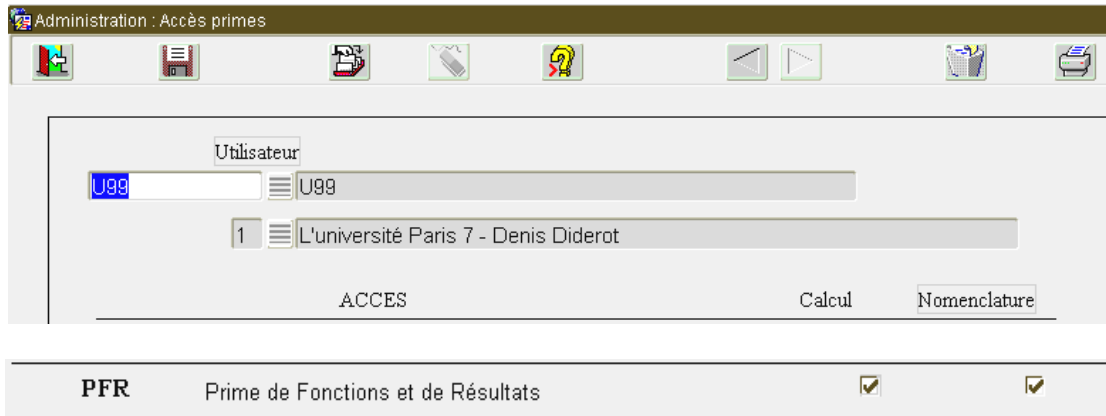 Administration : Accès primes
Utilisateur
U99 U99
1 L'université Paris 7 - Denis Diderot
ACCES Calcul Nomenclature
PFR Prime de Fonctions et de Résultats